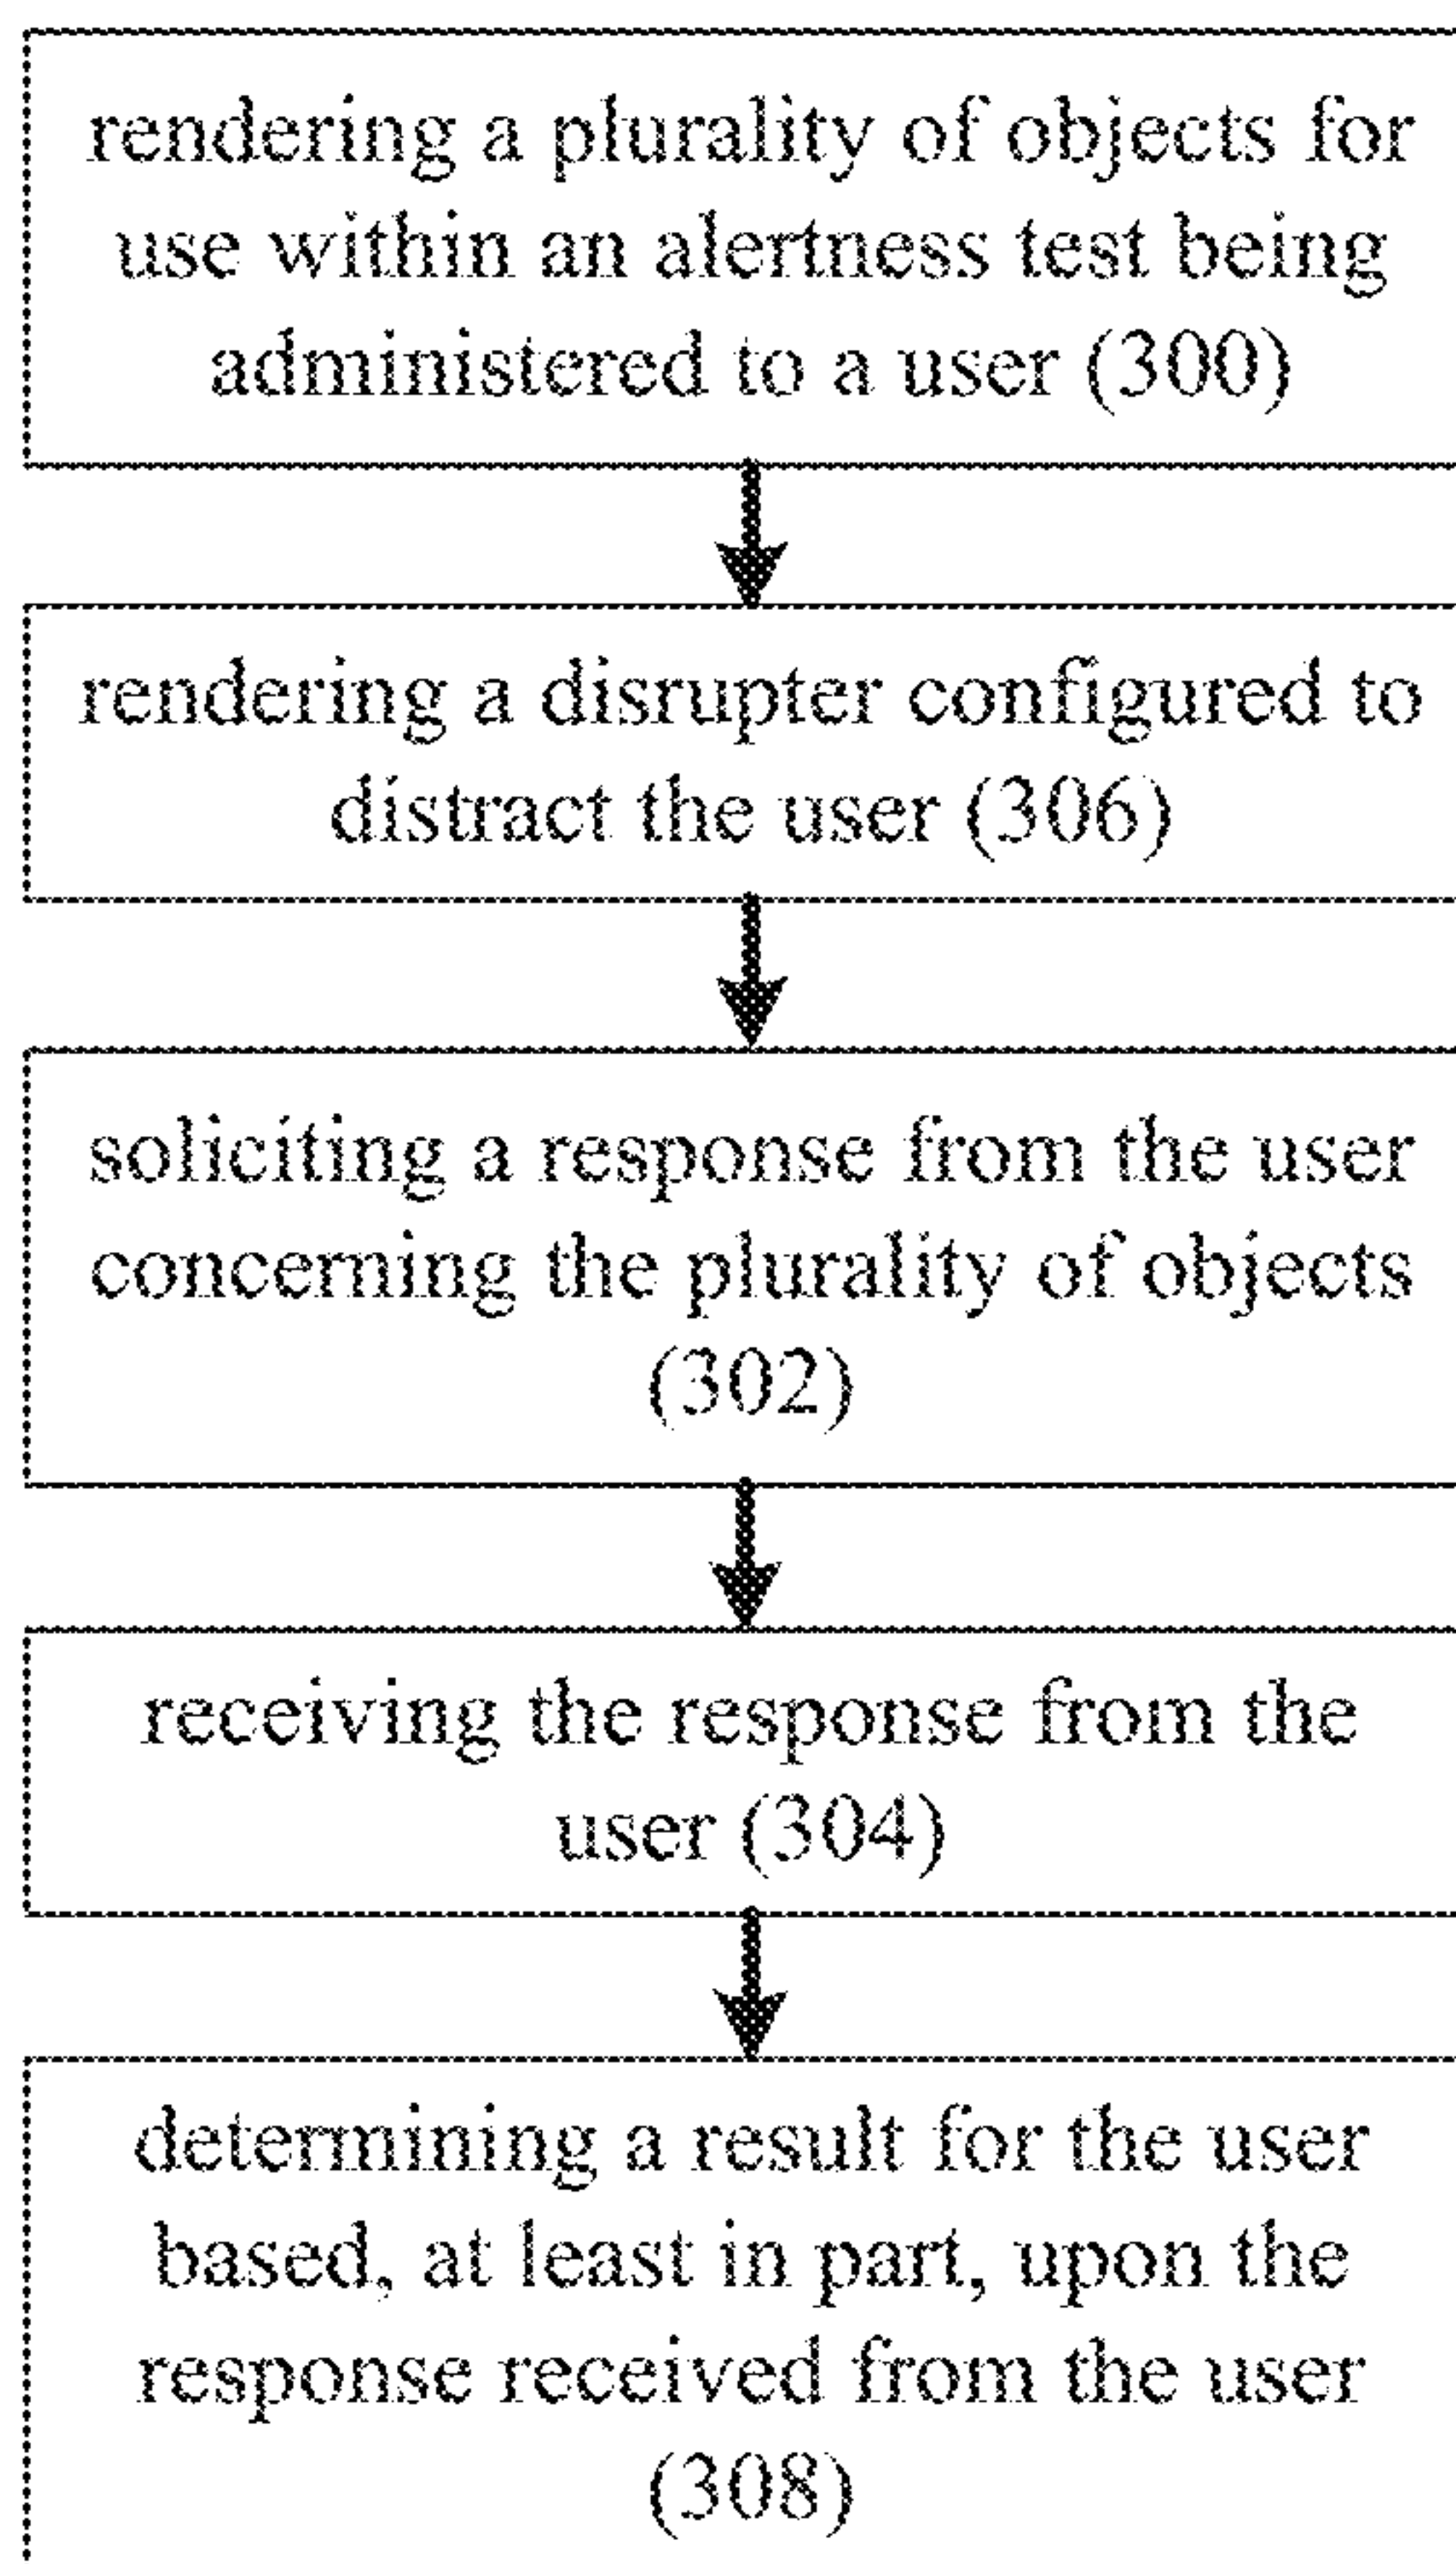 rendering a plurality of objects for
use within an alertness test being
administered to a user (300)
rendering a disrupter configured to
distract the user (306)
soliciting a response from the user
concerning the plurality of objects
(302)
receiving the response from the
user (304)
determining a result for the user
based, at least in part, upon the
response received from the user
(308)